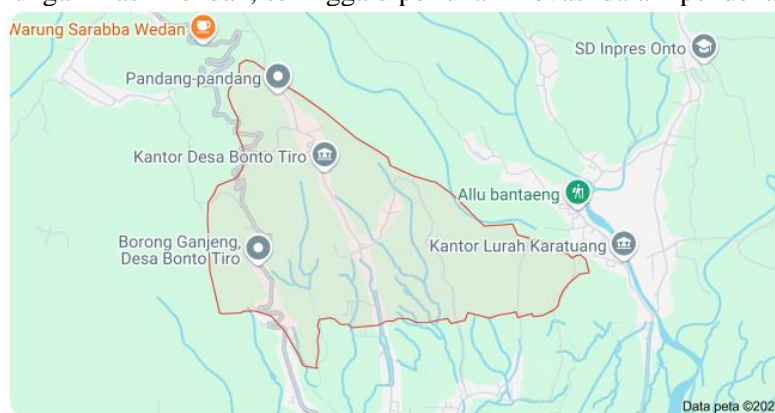 Warung Sarabba Wedan
SD Inpres Onto
Pandang-pandang
Kantor Desa Bonto Tiro
Allu bantaeng
Borong Ganjeng,
Desa Bonto Tiro
Kantor Lurah Karatuang
Data peta ©202